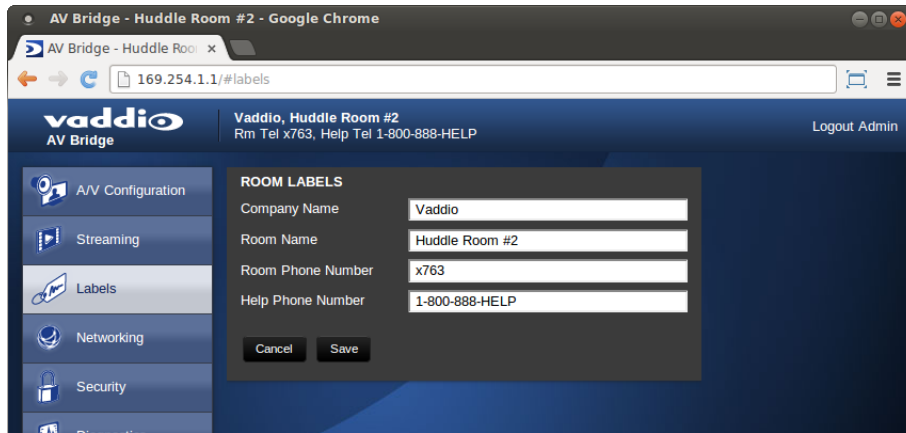 AV Bridge - Huddle Room #2 - Google Chrome
AV Bridge - Huddle Roo
169.254.1.1/#labels
vaddio
AV Bridge
Vaddio, Huddle Room #2
Rm Tel x763, Help Tel 1-800-888-HELP
Logout Admin
A/V Configuration
Streaming
Labels
Networking
Security
ROOM LABELS
Company Name Vaddio
Room Name Huddle Room #2
Room Phone Number x763
Help Phone Number 1-800-888-HELP
Cancel Save